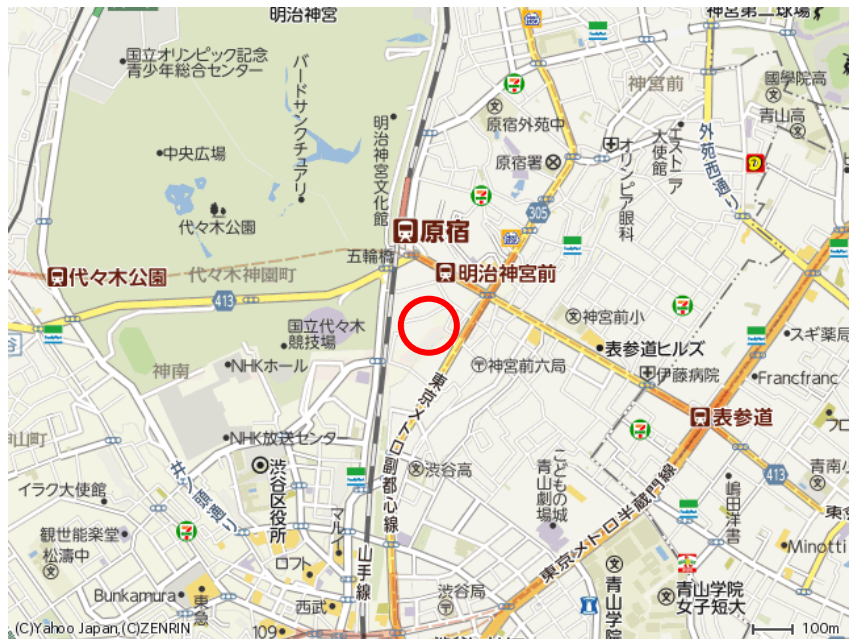 明治神宮
神宮第二球場
国立オリンピック記念
青少年総合センター
バードサンクチュアリ
明治神宮文化館
中央広場
代々木公園
神宮前
原宿外苑中
原宿署
オリンピア眼科
エストニア
大使館
外苑西通り
國學院高
青山高
305
原宿
五輪橋
明治神宮前
代々木公園
代々木神園町
413
国立代々木
競技場
神宮前小
表参道ヒルズ
伊藤病院
スギ薬局
Francfranc
神南
NHKホール
神宮前六局
表参道
NHK放送センター
渋谷区役所
井ノ頭通り
東京メトロ副都心線
渋谷高
こどもの城
青山劇場
東京メトロ半蔵門線
413
青南小
嶋田洋書
イラク大使館
観世能楽堂
松濤中
マルイ
山手線
ロフト
Minotti
Bunkamura
東急
西武
渋谷局
青山学院
青山学院
女子短大
109
(C)Yahoo Japan,(C)ZENRIN
100m